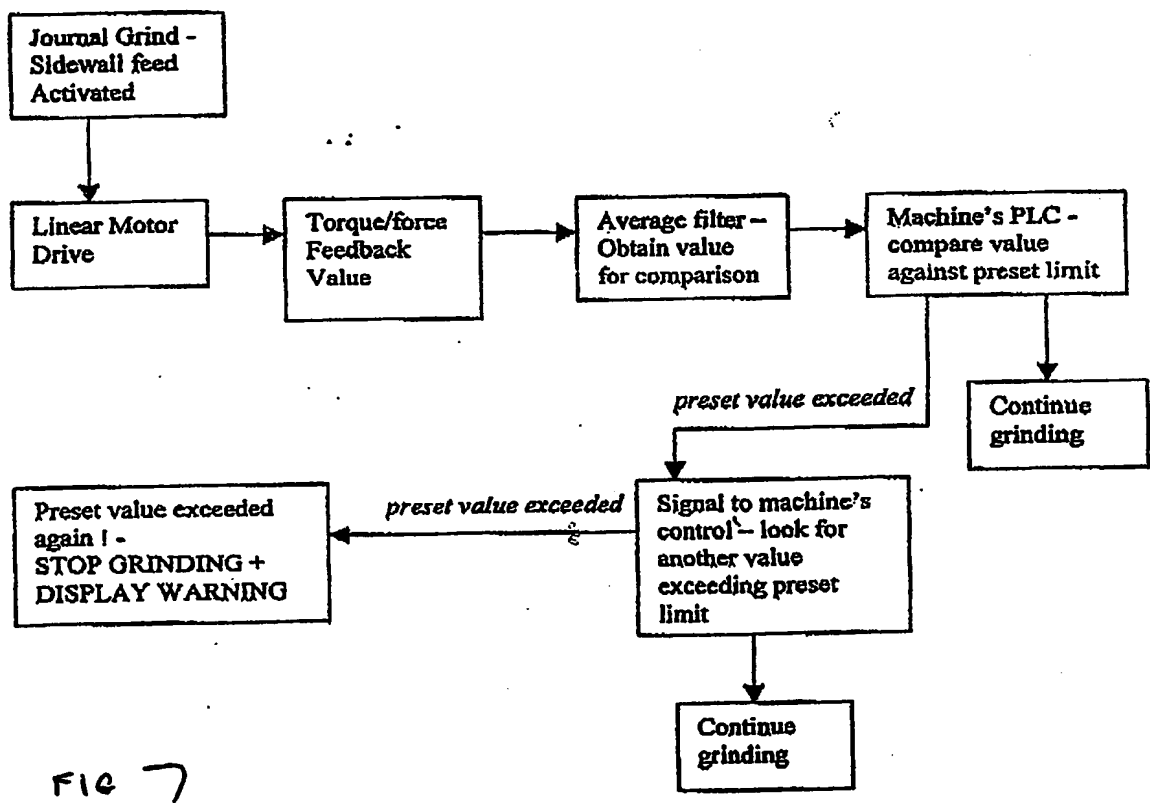 Journal Grind -
Sidewall feed
Activated
Linear Motor
Drive
Torque/force
Feedback
Value
Average filter –
Obtain value
for comparison
Machine's PLC -
compare value
against preset limit
preset value exceeded
Continue
grinding
Signal to machine's
control – look for
another value
exceeding preset
limit
preset value exceeded
Preset value exceeded
again ! -
STOP GRINDING +
DISPLAY WARNING
Continue
grinding
FIG 7